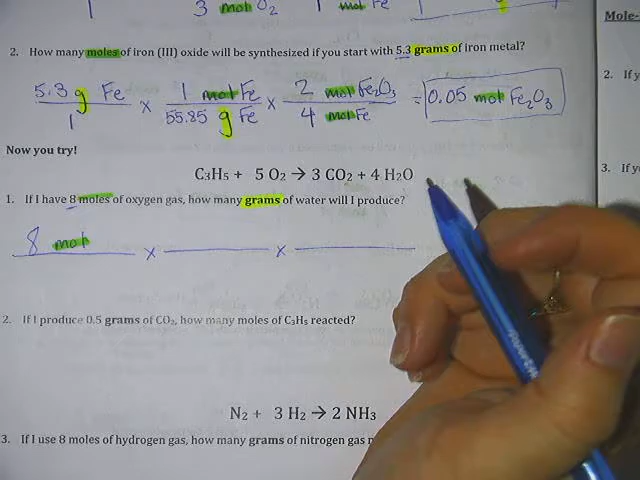 1 3 mol O₂ 1 mol Fe
Mole-
2. How many moles of iron (III) oxide will be synthesized if you start with 5.3 grams of iron metal?
5.3 g Fe / 1 x 1 mol Fe / 55.85 g Fe x 2 mol Fe₂O₃ / 4 mol Fe = 0.05 mol Fe₂O₃
2. If y
Now you try!
C₃H₅ + 5 O₂ → 3 CO₂ + 4 H₂O
3. If yo
1. If I have 8 moles of oxygen gas, how many grams of water will I produce?
8 mol x x
2. If I produce 0.5 grams of CO₂, how many moles of C₃H₅ reacted?
N₂ + 3 H₂ → 2 NH₃
3. If I use 8 moles of hydrogen gas, how many grams of nitrogen gas